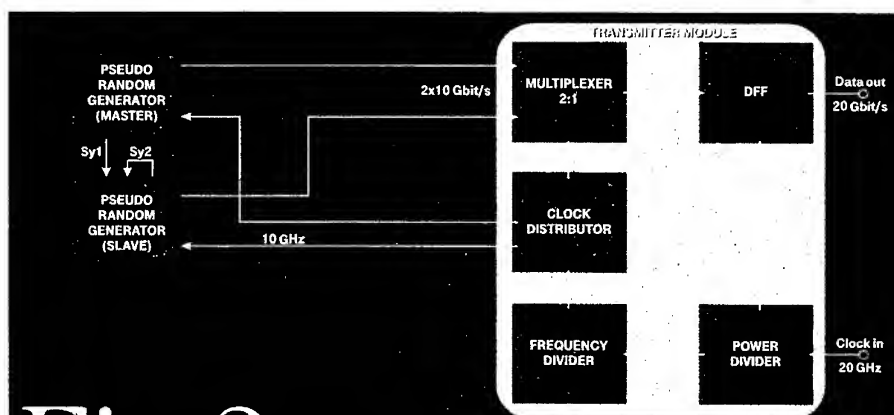 TRANSMITTER MODULE
PSEUDO
RANDOM
GENERATOR
(MASTER)
2x10 Gbit/s
MULTIPLEXER
2:1
DFF
Data out
20 Gbit/s
Sy1
Sy2
PSEUDO
RANDOM
GENERATOR
(SLAVE)
10 GHz
CLOCK
DISTRIBUTOR
FREQUENCY
DIVIDER
POWER
DIVIDER
Clock in
20 GHz